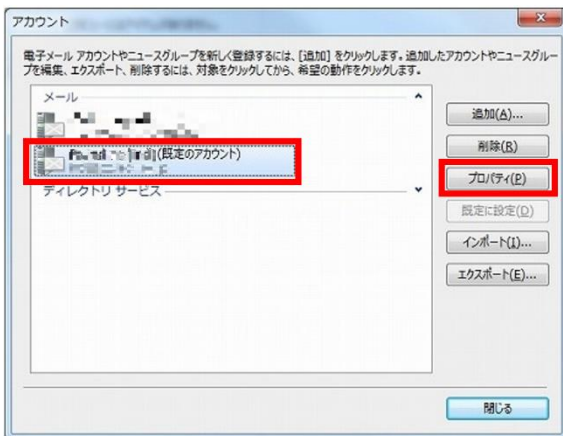 アカウント
電子メール アカウントやニュースグループを新しく登録するには、[追加] をクリックします。追加したアカウントやニュースグルー
プを編集、エクスポート、削除するには、対象をクリックしてから、希望の動作をクリックします。
メール
(既定のアカウント)
ディレクトリ サービス
追加(A)...
削除(R)
プロパティ(P)
既定に設定(D)
インポート(I)...
エクスポート(E)...
閉じる